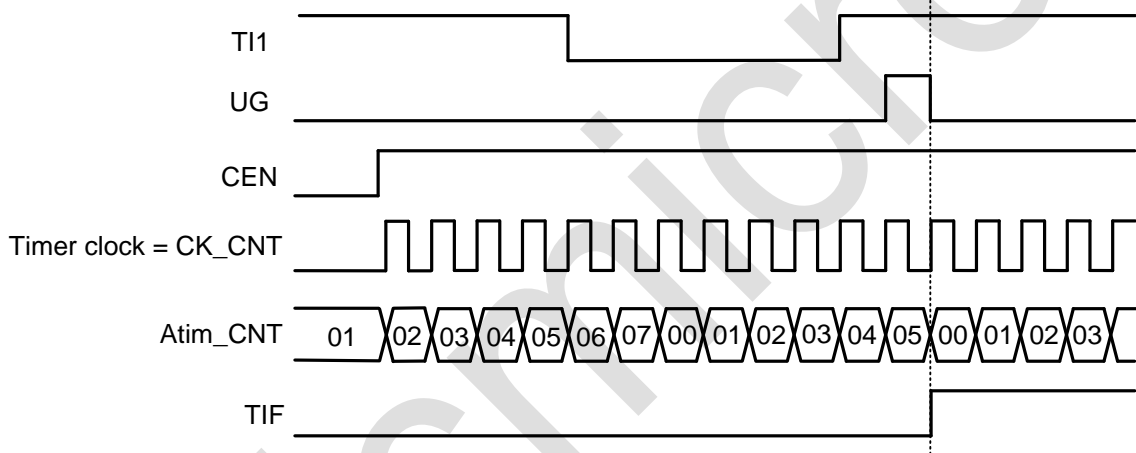 TI1
UG
CEN
Timer clock = CK_CNT
Atim_CNT 01 02 03 04 05 06 07 00 01 02 03 04 05 00 01 02 03
TIF